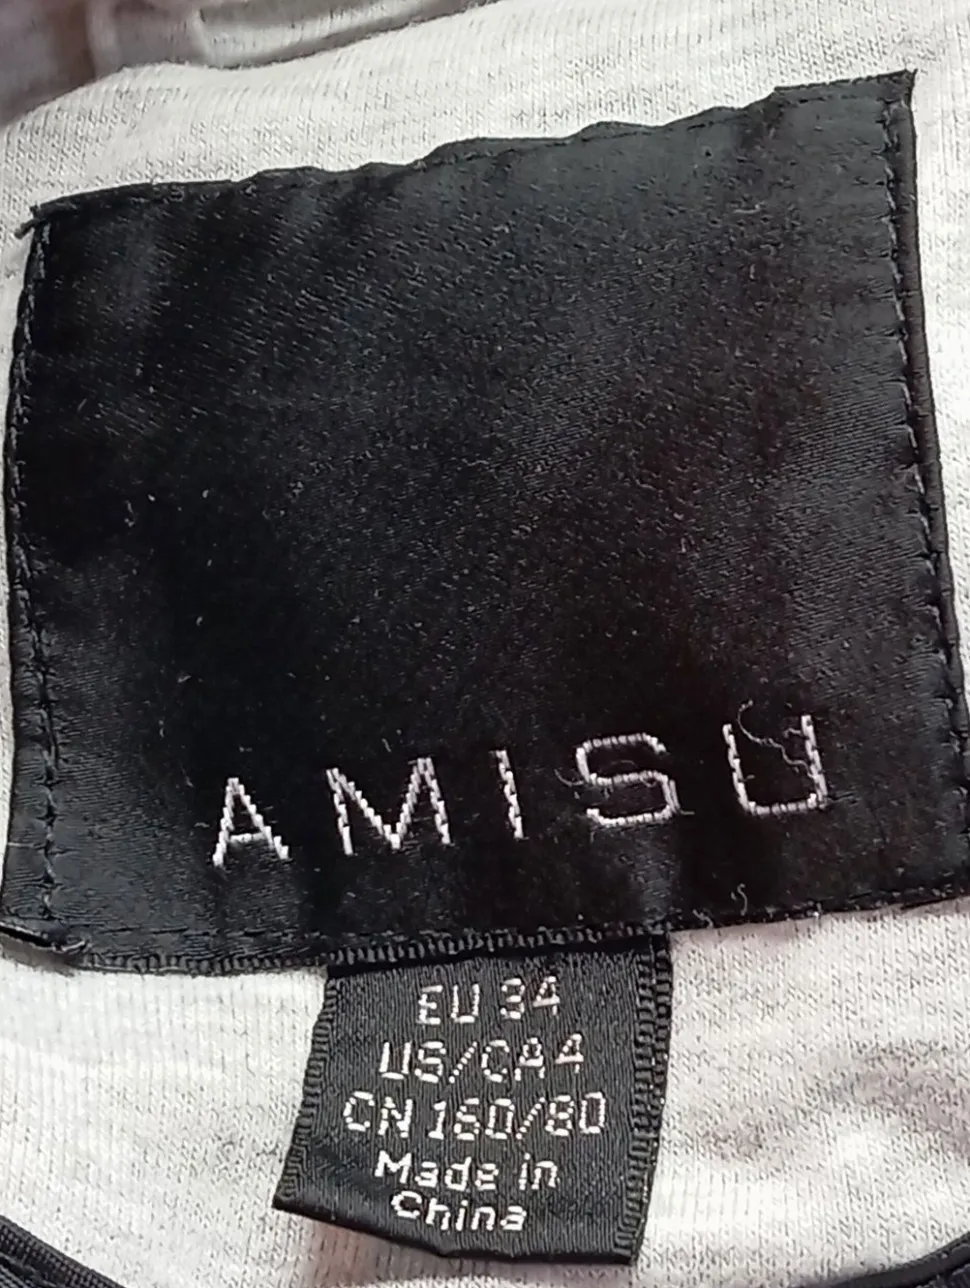 AMISU
EU 34
US/CA 4
CN 160/80
Made in
China